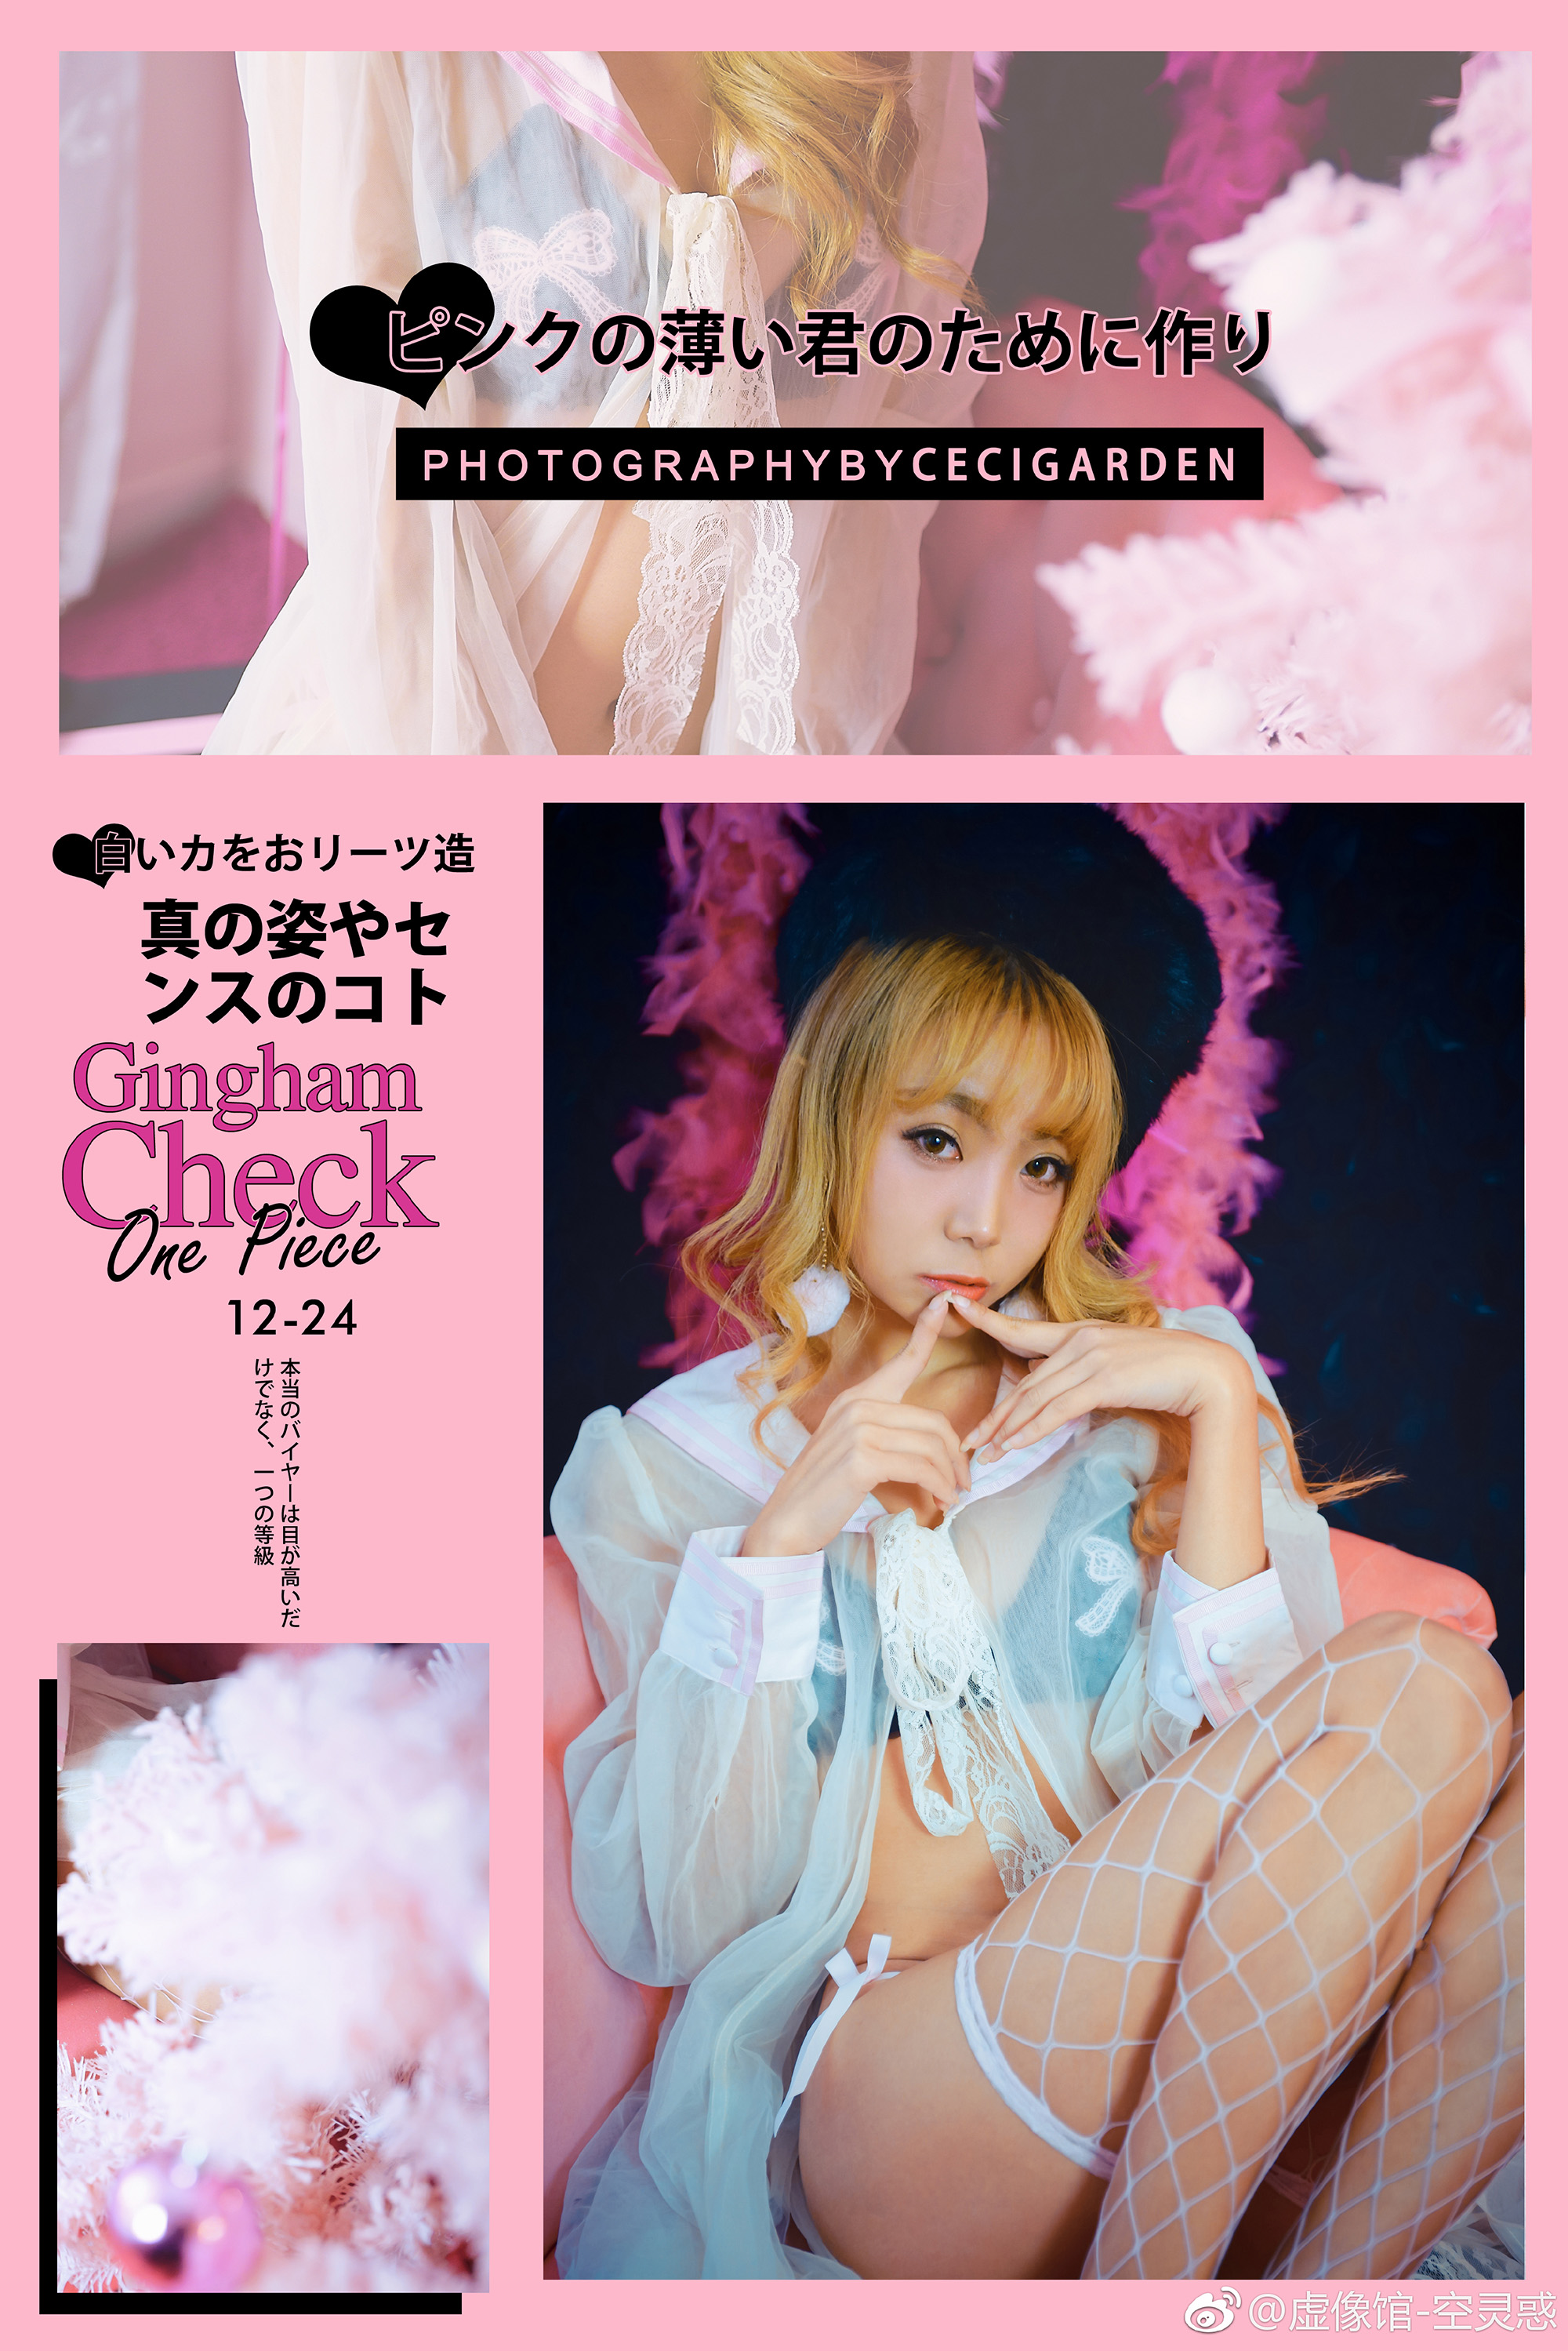 ピンクの薄い君のために作り
PHOTOGRAPHYBYCECIGARDEN
白いカをおリーツ造
真の姿やセ
ンスのコト
Gingham
Check
One Piece
12-24
本当のバイヤーは目が高いだ
けでなく、一つの等級
@虚像馆-空灵惑